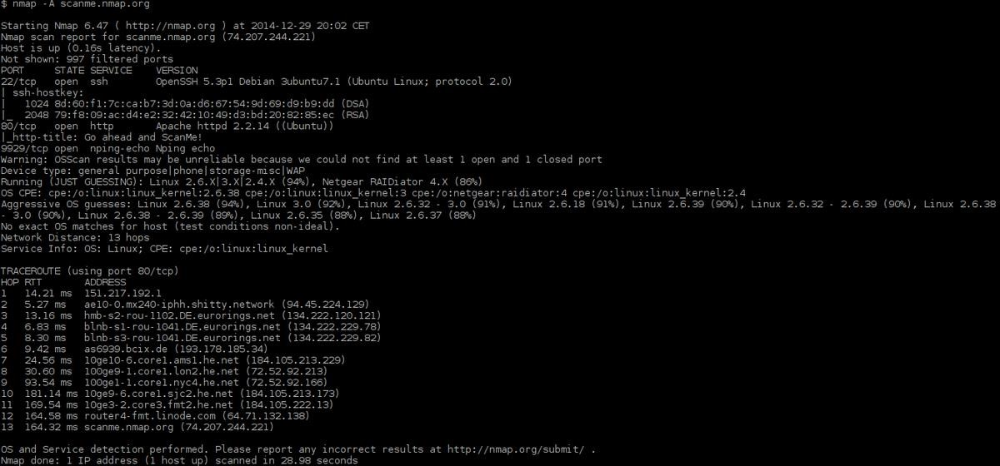 $ nmap -A scanme.nmap.org
Starting Nmap 6.47 ( http://nmap.org ) at 2014-12-29 20:02 CET
Nmap scan report for scanme.nmap.org (74.207.244.221)
Host is up (0.16s latency).
Not shown: 997 filtered ports
PORT     STATE SERVICE    VERSION
22/tcp   open  ssh        OpenSSH 5.3p1 Debian 3ubuntu7.1 (Ubuntu Linux; protocol 2.0)
| ssh-hostkey:
|   1024 8d:60:f1:7c:ca:b7:3d:0a:d6:67:54:9d:69:d9:b9:dd (DSA)
|_  2048 79:f8:09:ac:d4:e2:32:42:10:49:d3:bd:20:82:85:ec (RSA)
80/tcp   open  http       Apache httpd 2.2.14 ((Ubuntu))
|_http-title: Go ahead and ScanMe!
9929/tcp open  nping-echo Nping echo
Warning: OSScan results may be unreliable because we could not find at least 1 open and 1 closed port
Device type: general purpose|phone|storage-misc|WAP
Running (JUST GUESSING): Linux 2.6.X|3.X|2.4.X (94%), Netgear RAIDiator 4.X (86%)
OS CPE: cpe:/o:linux:linux_kernel:2.6.38 cpe:/o:linux:linux_kernel:3 cpe:/o:netgear:raidiator:4 cpe:/o:linux:linux_kernel:2.4
Aggressive OS guesses: Linux 2.6.38 (94%), Linux 3.0 (92%), Linux 2.6.32 - 3.0 (91%), Linux 2.6.18 (91%), Linux 2.6.39 (90%), Linux 2.6.32 - 2.6.39 (90%), Linux 2.6.38
- 3.0 (90%), Linux 2.6.38 - 2.6.39 (89%), Linux 2.6.35 (88%), Linux 2.6.37 (88%)
No exact OS matches for host (test conditions non-ideal).
Network Distance: 13 hops
Service Info: OS: Linux; CPE: cpe:/o:linux:linux_kernel
TRACEROUTE (using port 80/tcp)
HOP RTT       ADDRESS
1   14.21 ms  151.217.192.1
2   5.27 ms   ae10-0.mx240-iphh.shitty.network (94.45.224.129)
3   13.16 ms  hmb-s2-rou-1102.DE.eurorings.net (134.222.120.121)
4   6.83 ms   blnb-s1-rou-1041.DE.eurorings.net (134.222.229.78)
5   8.30 ms   blnb-s3-rou-1041.DE.eurorings.net (134.222.229.82)
6   9.42 ms   as6939.bcix.de (193.178.185.34)
7   24.56 ms  10ge10-6.core1.ams1.he.net (184.105.213.229)
8   30.60 ms  100ge9-1.core1.lon2.he.net (72.52.92.213)
9   93.54 ms  100ge1-1.core1.nyc4.he.net (72.52.92.166)
10  181.14 ms 10ge9-6.core1.sjc2.he.net (184.105.213.173)
11  169.54 ms 10ge3-2.core3.fmt2.he.net (184.105.222.13)
12  164.58 ms router4-fmt.linode.com (64.71.132.138)
13  164.32 ms scanme.nmap.org (74.207.244.221)
OS and Service detection performed. Please report any incorrect results at http://nmap.org/submit/ .
Nmap done: 1 IP address (1 host up) scanned in 28.98 seconds